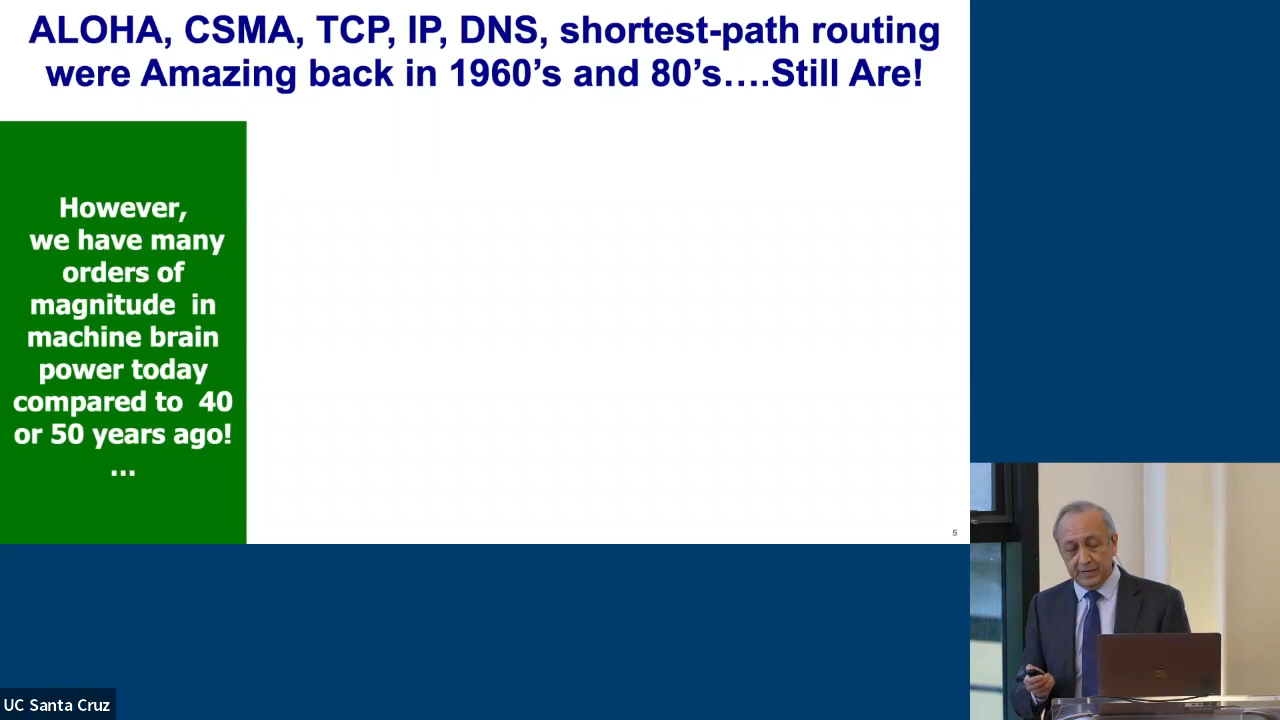 ALOHA, CSMA, TCP, IP, DNS, shortest-path routing
were Amazing back in 1960’s and 80’s….Still Are!
However,
we have many
orders of
magnitude in
machine brain
power today
compared to 40
or 50 years ago!
…
5
UC Santa Cruz